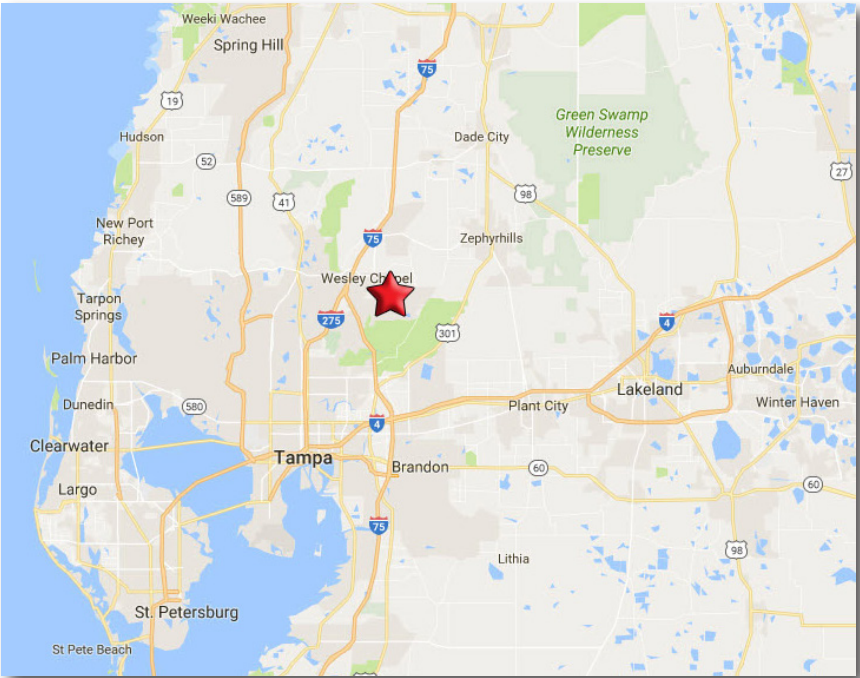 Weeki Wachee
Spring Hill
75
19
Green Swamp
Wilderness
Preserve
Hudson
Dade City
52
27
589
41
98
New Port
Richey
75
Zephyrhills
Wesley Ch pel
Tarpon
Springs
275
4
301
Palm Harbor
Auburndale
Lakeland
Dunedin
580
Plant City
Winter Haven
4
Clearwater
Tampa
Brandon
60
Largo
60
75
98
Lithia
St. Petersburg
St Pete Beach